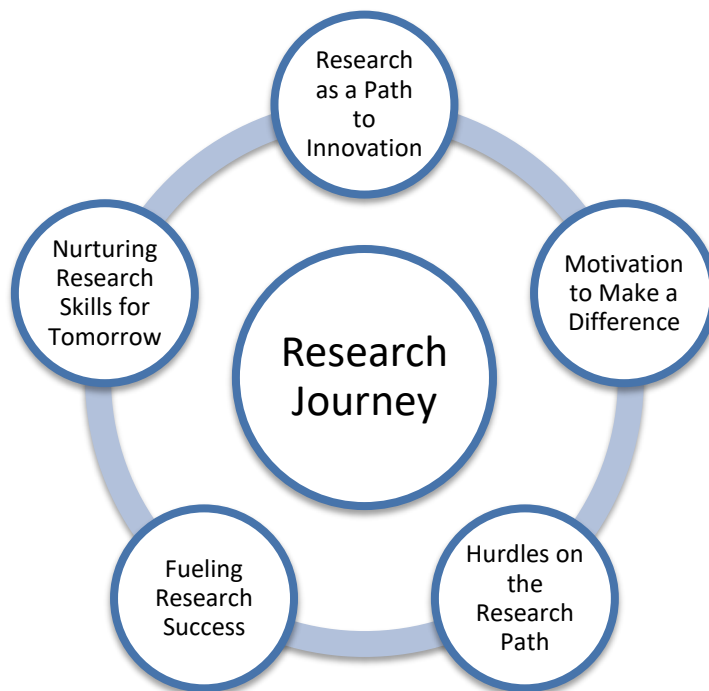 Research
as a Path
to
Innovation
Motivation
to Make a
Difference
Hurdles on
the
Research
Path
Fueling
Research
Success
Nurturing
Research
Skills for
Tomorrow
Research
Journey